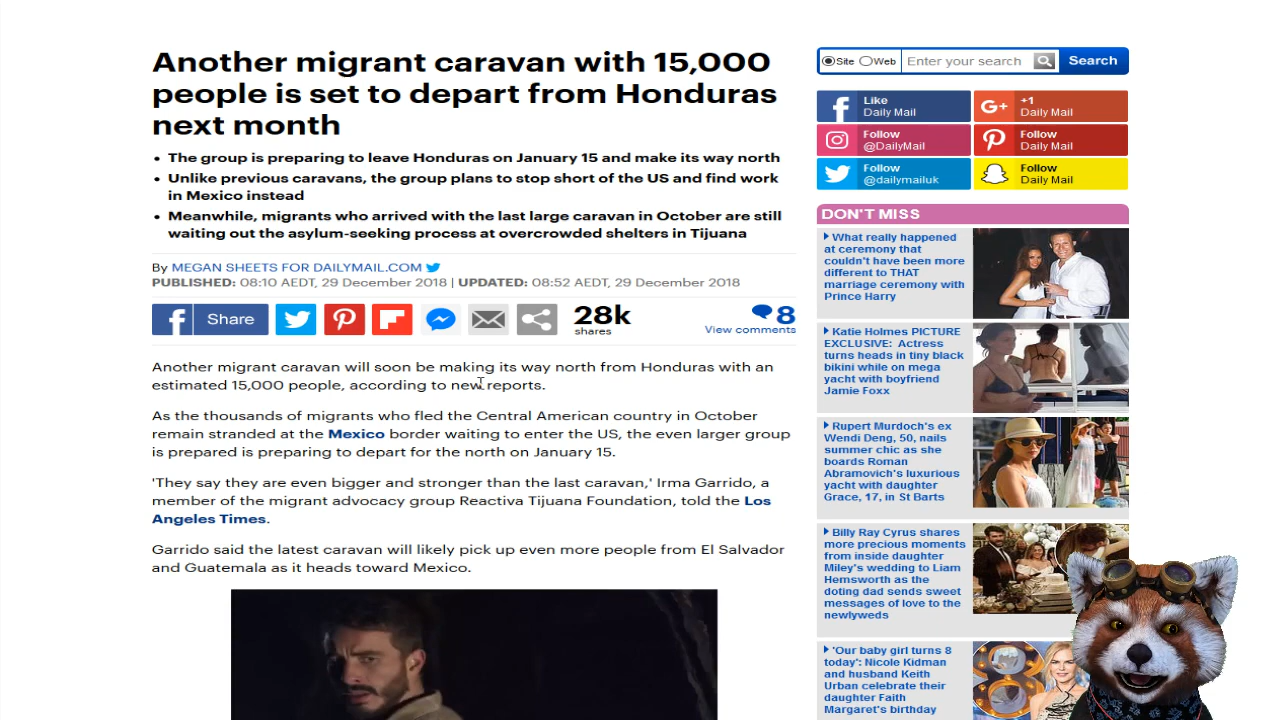 Another migrant caravan with 15,000
people is set to depart from Honduras
next month
• The group is preparing to leave Honduras on January 15 and make its way north
• Unlike previous caravans, the group plans to stop short of the US and find work
in Mexico instead
• Meanwhile, migrants who arrived with the last large caravan in October are still
waiting out the asylum-seeking process at overcrowded shelters in Tijuana
By MEGAN SHEETS FOR DAILYMAIL.COM
PUBLISHED: 08:10 AEDT, 29 December 2018 | UPDATED: 08:52 AEDT, 29 December 2018
Share
28k
shares
8
View comments
Another migrant caravan will soon be making its way north from Honduras with an
estimated 15,000 people, according to new reports.
As the thousands of migrants who fled the Central American country in October
remain stranded at the Mexico border waiting to enter the US, the even larger group
is prepared is preparing to depart for the north on January 15.
'They say they are even bigger and stronger than the last caravan,' Irma Garrido, a
member of the migrant advocacy group Reactiva Tijuana Foundation, told the Los
Angeles Times.
Garrido said the latest caravan will likely pick up even more people from El Salvador
and Guatemala as it heads toward Mexico.
Site Web Enter your search Search
Like
Daily Mail
G+ +1
Daily Mail
Follow
@DailyMail
Follow
Daily Mail
Follow
@dailymailuk
Follow
Daily Mail
DON'T MISS
What really happened
at ceremony that
couldn't have been more
different to THAT
marriage ceremony with
Prince Harry
Katie Holmes PICTURE
EXCLUSIVE: Actress
turns heads in tiny black
bikini while on mega
yacht with boyfriend
Jamie Foxx
Rupert Murdoch's ex
Wendi Deng, 50, nails
summer chic as she
boards Roman
Abramovich's luxurious
yacht with daughter
Grace, 17, in St Barts
Billy Ray Cyrus shares
more precious moments
from inside daughter
Miley's wedding to Liam
Hemsworth as the
doting dad sends sweet
messages of love to the
newlyweds
'Our baby girl turns 8
today': Nicole Kidman
and husband Keith
Urban celebrate their
daughter Faith
Margaret's birthday